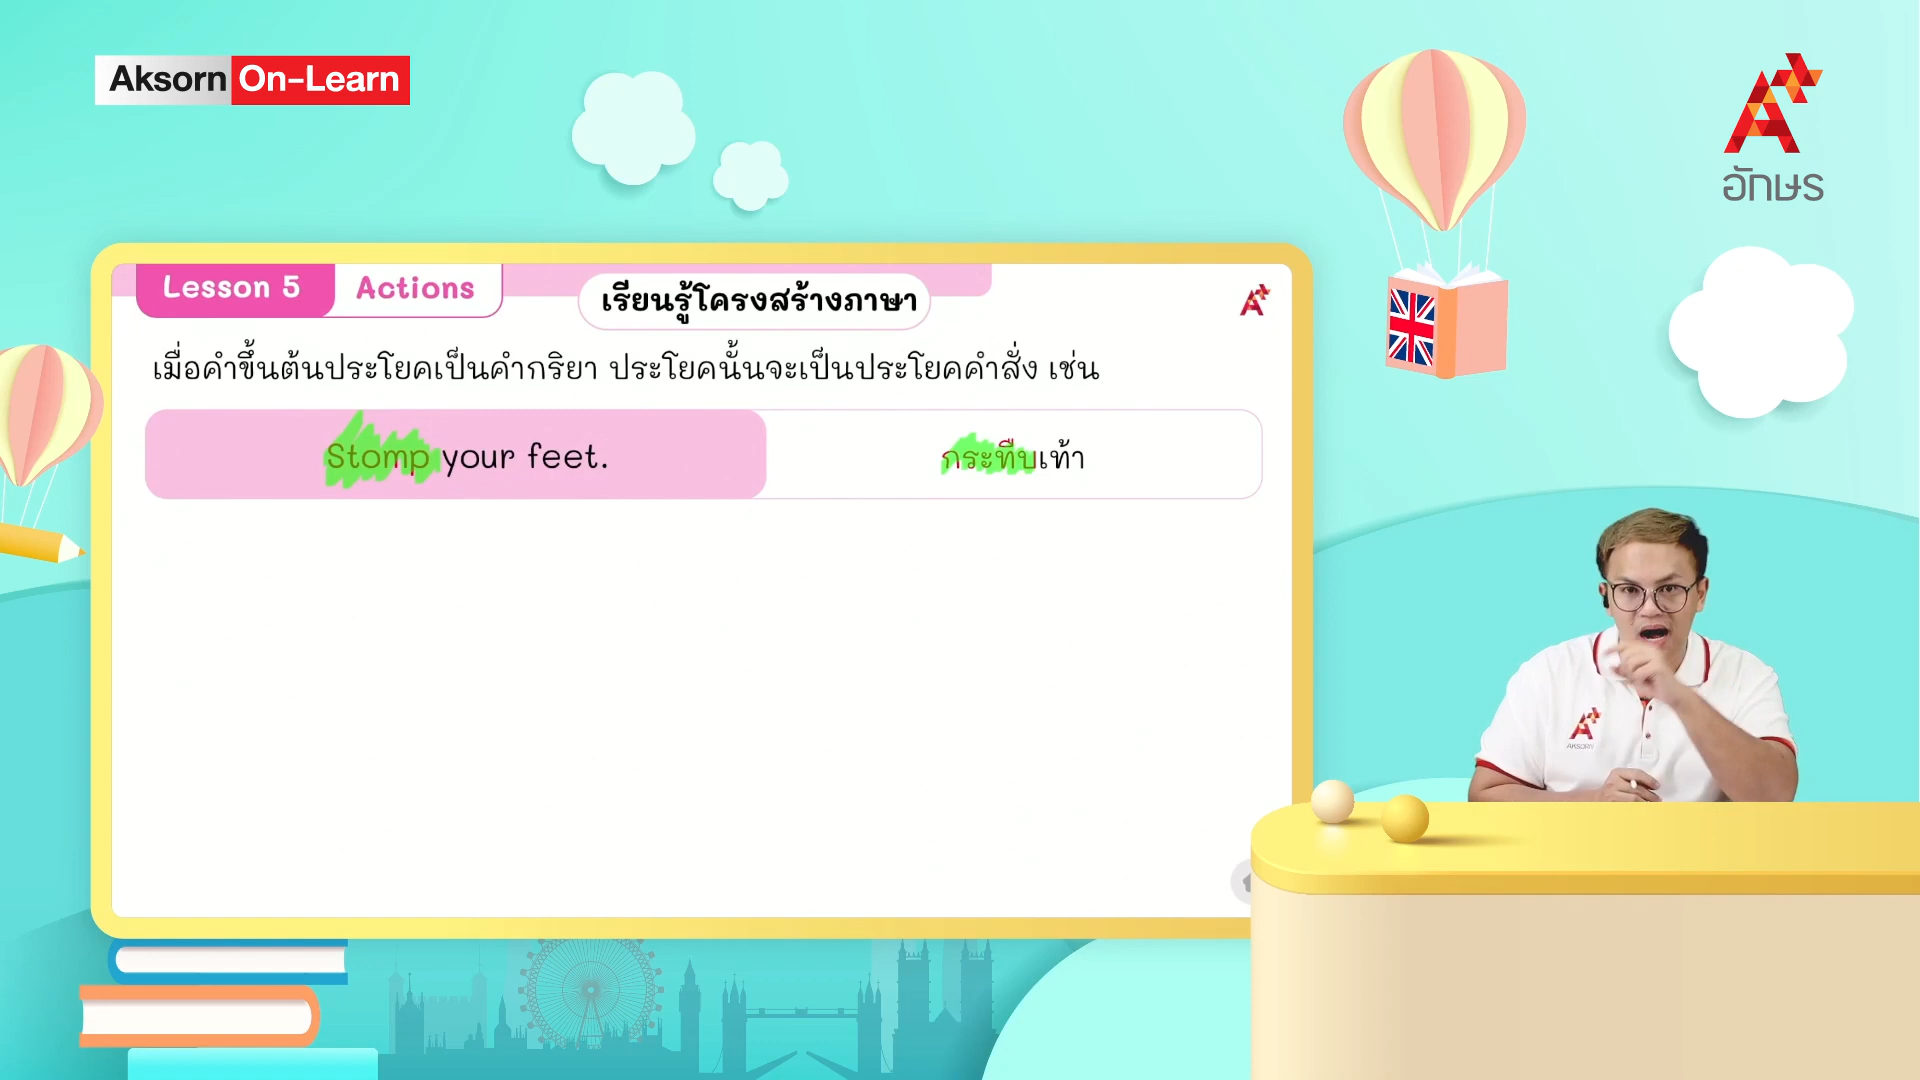 Aksorn On-Learn
อักษร
Lesson 5 Actions
เรียนรู้โครงสร้างภาษา
เมื่อคำขึ้นต้นประโยคเป็นคำกริยา ประโยคนั้นจะเป็นประโยคคำสั่ง เช่น
Stomp your feet. กระทืบเท้า
AKSORN